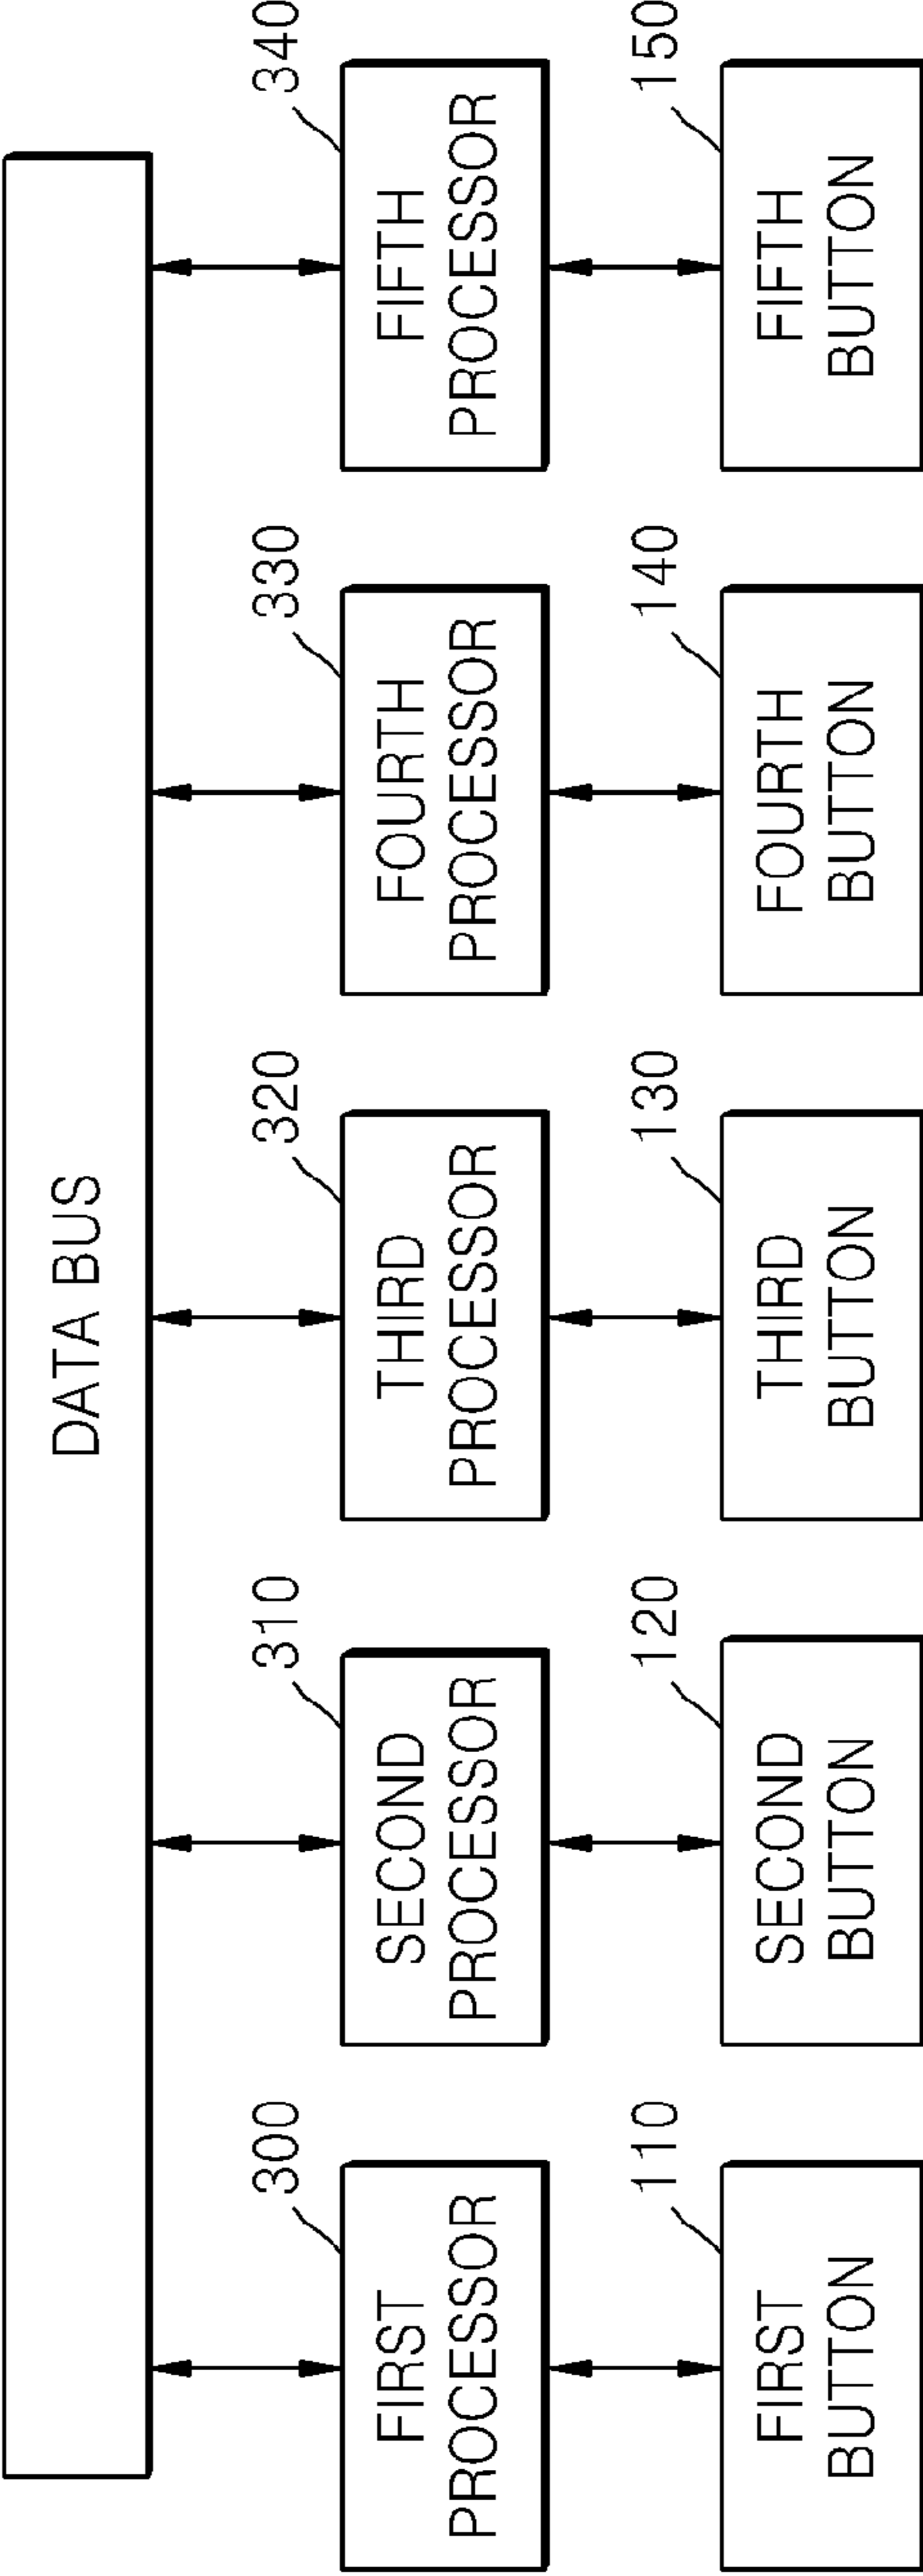 DATA BUS
300
310
320
330
340
FIRST
PROCESSOR
SECOND
PROCESSOR
THIRD
PROCESSOR
FOURTH
PROCESSOR
FIFTH
PROCESSOR
110
120
130
140
150
FIRST
BUTTON
SECOND
BUTTON
THIRD
BUTTON
FOURTH
BUTTON
FIFTH
BUTTON